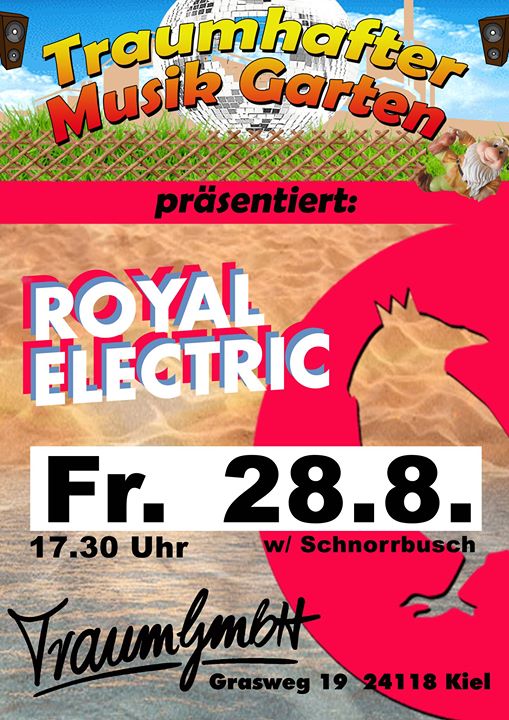 Traumhafter
Musik Garten
präsentiert:
ROYAL
ELECTRIC
Fr. 28.8.
17.30 Uhr w/ Schnorrbusch
TraumGmbH
Grasweg 19 24118 Kiel